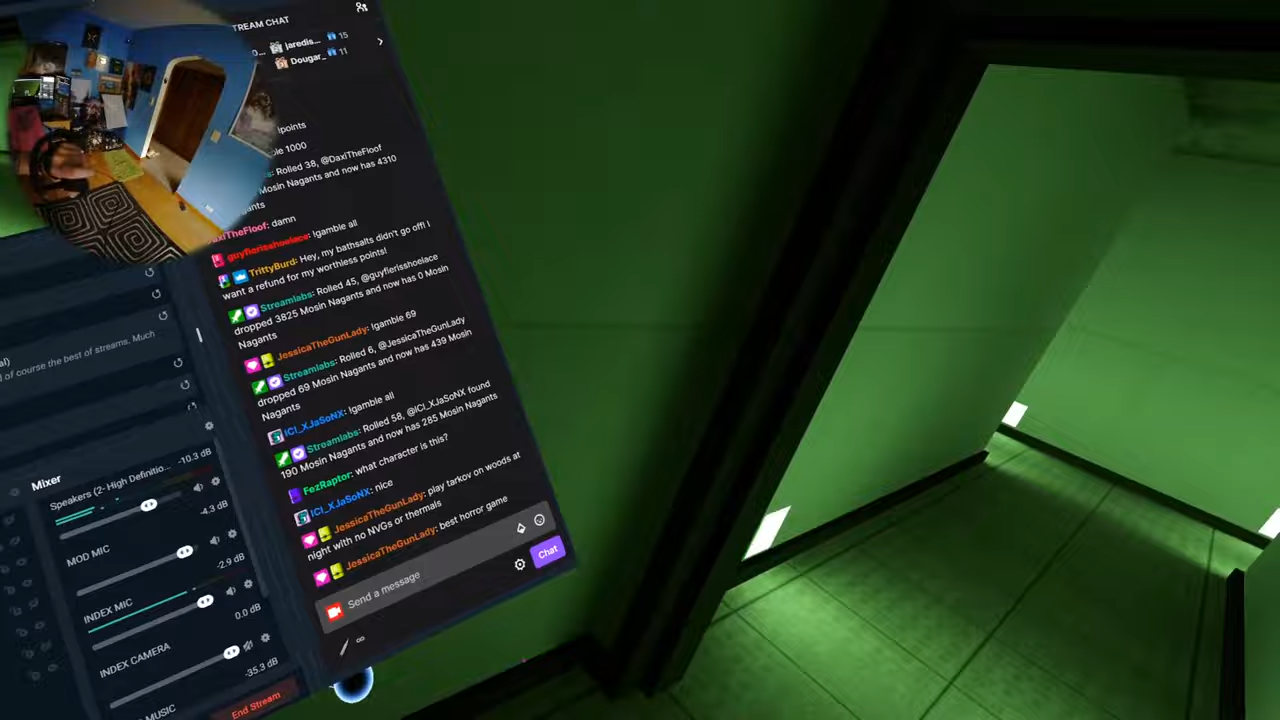 TREAM CHAT
jaredis... 15
Dougar_ 11
points
le 1000
Rolled 38, @DaxiTheFloof
Mosin Nagants and now has 4310
gants
axiTheFloof: damn
guyfierisshoelace: !gamble all
TrittyBurd: Hey, my bathsalts didn't go off! I
want a refund for my worthless points!
Streamlabs: Rolled 45, @guyfierisshoelace
dropped 3825 Mosin Nagants and now has 0 Mosin
Nagants
JessicaTheGunLady: !gamble 69
Streamlabs: Rolled 6, @JessicaTheGunLady
dropped 69 Mosin Nagants and now has 439 Mosin
Nagants
ICI_XJaSoNX: !gamble all
Streamlabs: Rolled 58, @ICI_XJaSoNX found
190 Mosin Nagants and now has 285 Mosin Nagants
FezRaptor: what character is this?
ICI_XJaSoNX: nice
JessicaTheGunLady: play tarkov on woods at
night with no NVGs or thermals
JessicaTheGunLady: best horror game
Send a message
Chat
al)
d of course the best of streams. Much
Mixer
Speakers (2- High Definitio... -10.3 dB
MOD MIC -4.3 dB
INDEX MIC -2.9 dB
INDEX CAMERA 0.0 dB
MUSIC -35.3 dB
End Stream